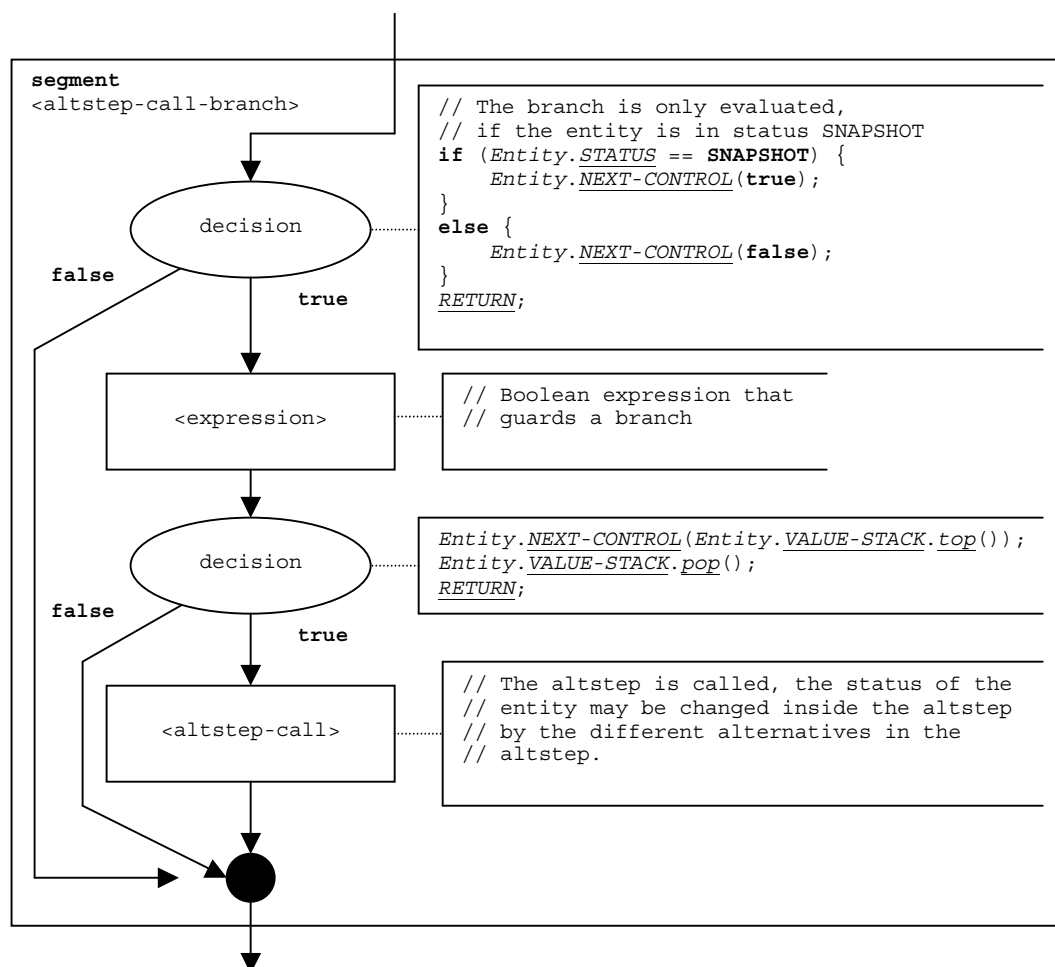 segment
<altstep-call-branch>
// The branch is only evaluated,
// if the entity is in status SNAPSHOT
if (Entity.STATUS == SNAPSHOT) {
Entity.NEXT-CONTROL(true);
}
else {
Entity.NEXT-CONTROL(false);
}
RETURN;
decision
false
true
<expression>
// Boolean expression that
// guards a branch
decision
Entity.NEXT-CONTROL(Entity.VALUE-STACK.top());
Entity.VALUE-STACK.pop();
RETURN;
false
true
<altstep-call>
// The altstep is called, the status of the
// entity may be changed inside the altstep
// by the different alternatives in the
// altstep.